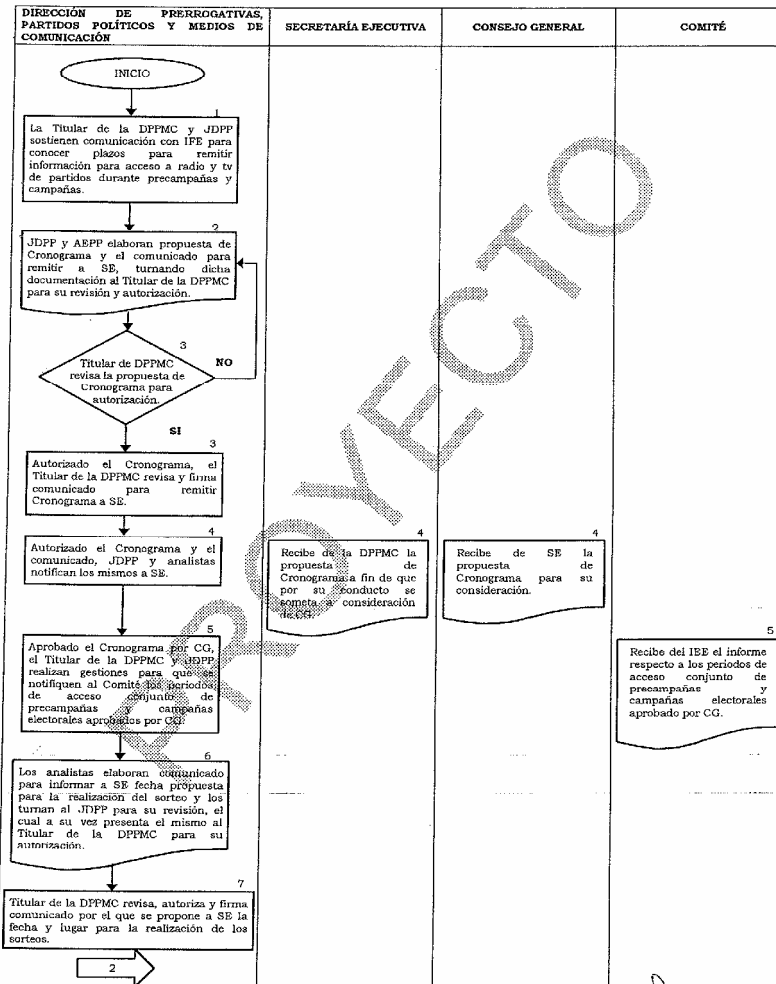 DIRECCIÓN DE PRERROGATIVAS,
PARTIDOS POLÍTICOS Y MEDIOS DE
COMUNICACIÓN
SECRETARÍA EJECUTIVA
CONSEJO GENERAL
COMITÉ
INICIO
1
La Titular de la DPPMC y JDPP
sostienen comunicación con IFE para
conocer plazos para remitir
información para acceso a radio y tv
de partidos durante precampañas y
campañas.
2
JDPP y AEPP elaboran propuesta de
Cronograma y el comunicado para
remitir a SE, turnando dicha
documentación al Titular de la DPPMC
para su revisión y autorización.
3
Titular de DPPMC
revisa la propuesta de
Cronograma para
autorización.
NO
SI
3
Autorizado el Cronograma, el
Titular de la DPPMC revisa y firma
comunicado para remitir
Cronograma a SE.
4
Autorizado el Cronograma y el
comunicado, JDPP y analistas
notifican los mismos a SE.
4
Recibe de la DPPMC la
propuesta de
Cronograma a fin de que
por su conducto se
someta a consideración
de CG.
4
Recibe de SE la
propuesta de
Cronograma para su
consideración.
5
Aprobado el Cronograma por CG,
el Titular de la DPPMC y JDPP
realizan gestiones para que se
notifiquen al Comité los periodos
de acceso conjunto de
precampañas y campañas
electorales aprobados por CG.
5
Recibe del IEE el informe
respecto a los periodos de
acceso conjunto de
precampañas y
campañas electorales
aprobado por CG.
6
Los analistas elaboran comunicado
para informar a SE fecha propuesta
para la realización del sorteo y los
turnan al JDPP para su revisión, el
cual a su vez presenta el mismo al
Titular de la DPPMC para su
autorización.
7
Titular de la DPPMC revisa, autoriza y firma
comunicado por el que se propone a SE la
fecha y lugar para la realización de los
sorteos.
2
PROYECTO